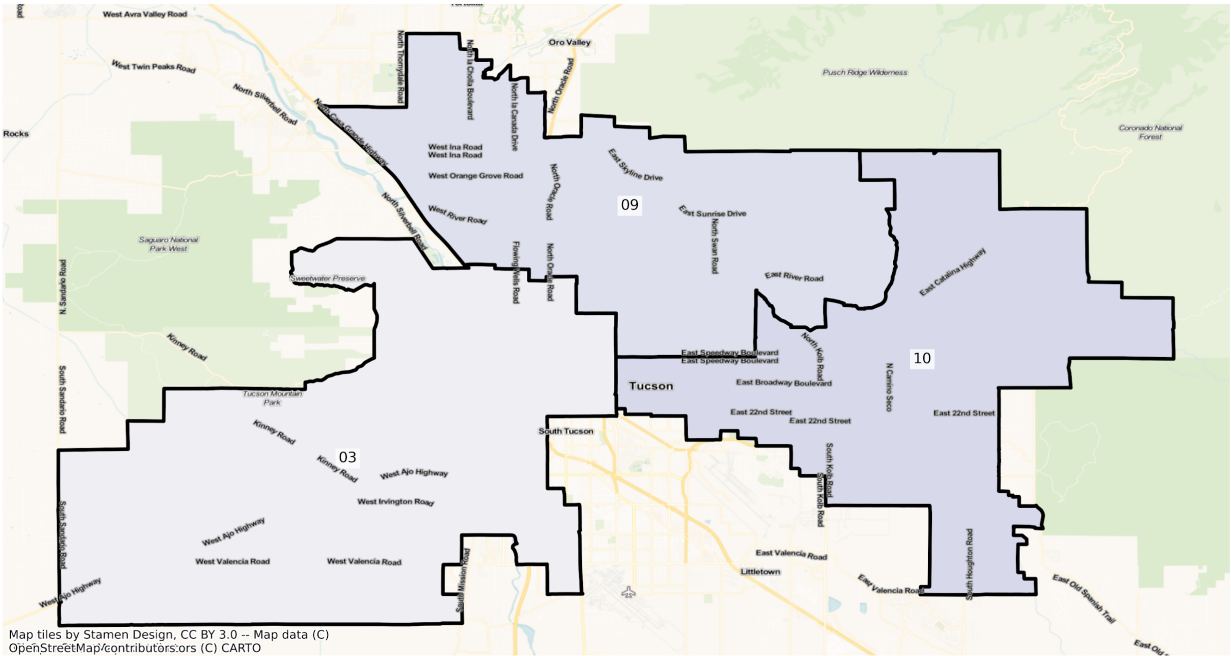 West Avra Valley Road
Oro Valley
West Twin Peaks Road
Pusch Ridge Wilderness
North Thornydale Road
North la Cholla Boulevard
North Oracle Road
North Silverbell Road
North la Canada Drive
North Casa Grande Highway
Coronado National
Forest
Rocks
West Ina Road
West Ina Road
East Skyline Drive
West Orange Grove Road
North Oracle Road
09
North Silverbell Road
West River Road
East Sunrise Drive
North Swan Road
Saguaro National
Park West
Flowing Wells Road
North Oracle Road
East Catalina Highway
N. Sandario Road
Sweetwater Preserve
East River Road
Kinney Road
North Kolb Road
East Speedway Boulevard
East Speedway Boulevard
10
Tucson
East Broadway Boulevard
N Camino Seco
South Sandario Road
Tucson Mountain
Park
East 22nd Street
East 22nd Street
East 22nd Street
Kinney Road
South Tucson
03
Kinney Road
West Ajo Highway
South Kolb Road
South Kolb Road
West Irvington Road
South Sandario Road
West Ajo Highway
West Valencia Road
West Valencia Road
South Mission Road
East Valencia Road
South Houghton Road
Littletown
East Valencia Road
West Ajo Highway
East Old Spanish Trail
Map tiles by Stamen Design, CC BY 3.0 -- Map data (C)
OpenStreetMap contributors (C) CARTO
East Old